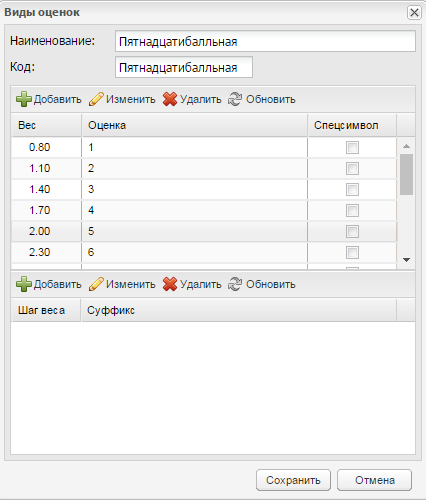 Виды оценок
Наименование: Пятнадцатибалльная
Код: Пятнадцатибалльная
Добавить Изменить Удалить Обновить
Вес Оценка Спецсимвол
0.80 1
1.10 2
1.40 3
1.70 4
2.00 5
2.30 6
Добавить Изменить Удалить Обновить
Шаг веса Суффикс
Сохранить Отмена